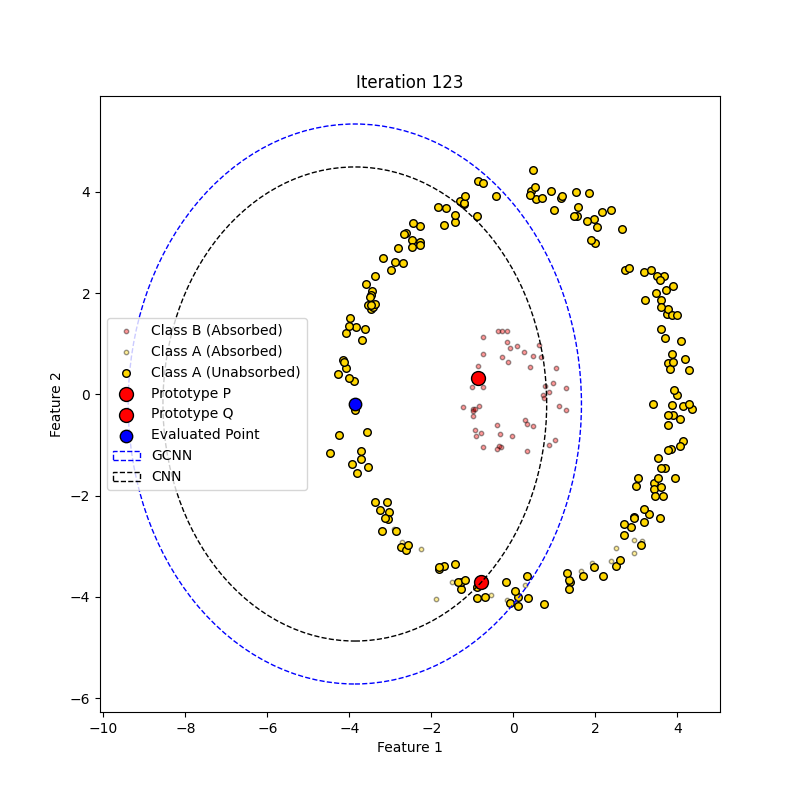 Iteration 123
Feature 2
4
2
0
−2
−4
−6
Class B (Absorbed)
Class A (Absorbed)
Class A (Unabsorbed)
Prototype P
Prototype Q
Evaluated Point
GCNN
CNN
−10 −8 −6 −4 −2 0 2 4
Feature 1